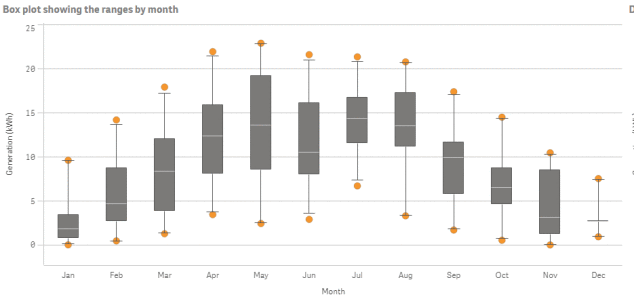 Box plot showing the ranges by month
D
25
20
15
10
5
0
Generation (kWh)
Jan Feb Mar Apr May Jun Jul Aug Sep Oct Nov Dec
Month